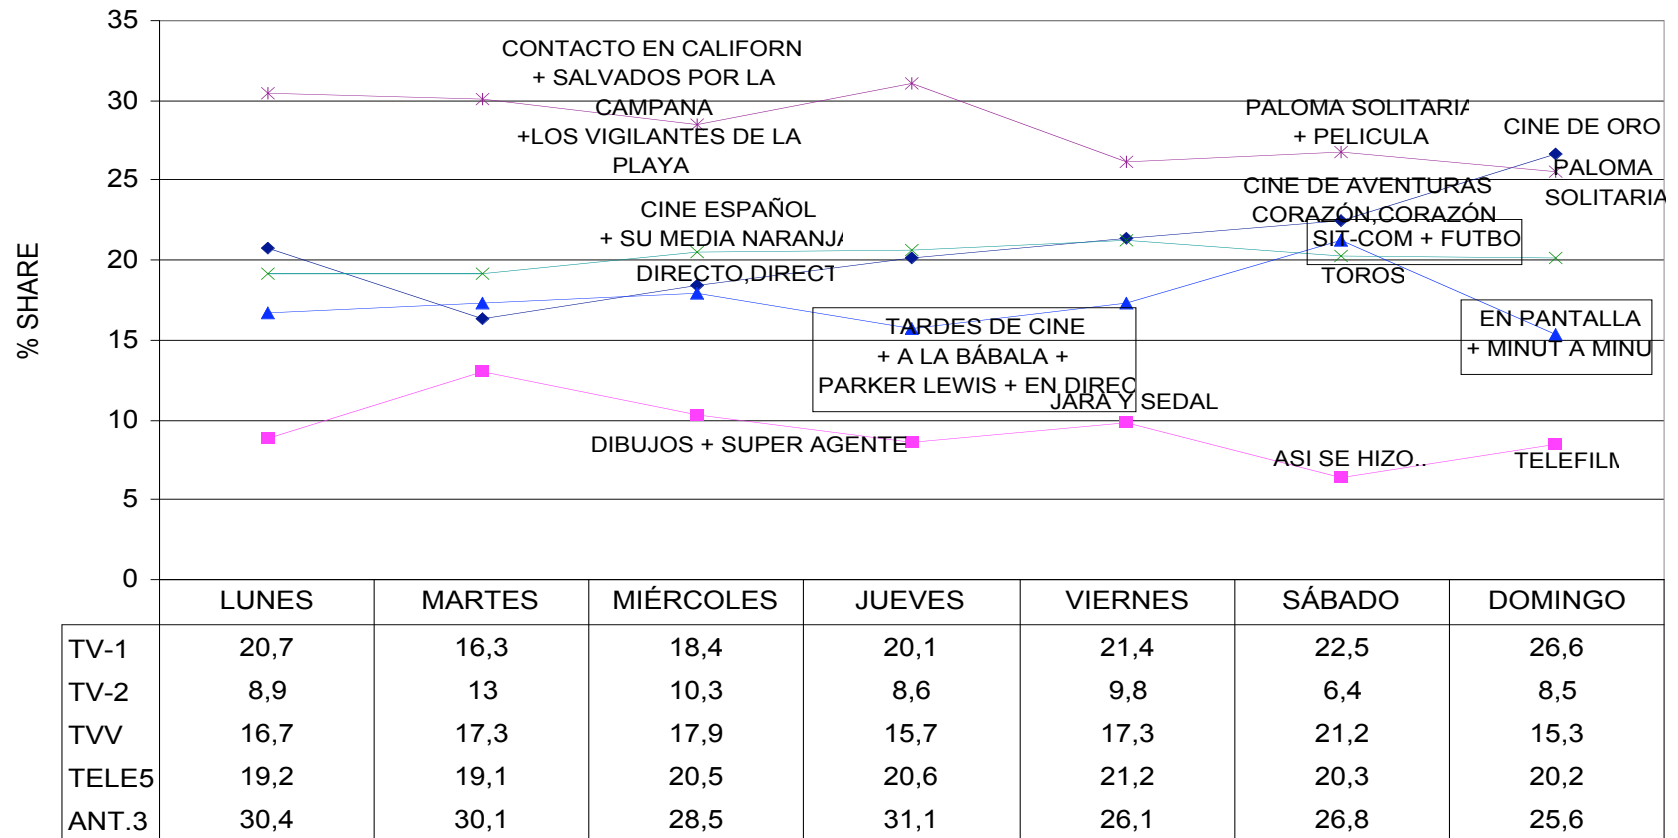 35
30
25
20
15
10
5
0
% SHARE
CONTACTO EN CALIFORN
+ SALVADOS POR LA
CAMPANA
+LOS VIGILANTES DE LA
PLAYA
PALOMA SOLITARIA
+ PELICULA
CINE DE ORO
PALOMA
SOLITARIA
CINE ESPAÑOL
+ SU MEDIA NARANJA
DIRECTO,DIRECT
CINE DE AVENTURAS
CORAZÓN,CORAZÓN
SIT-COM + FUTBO
TOROS
TARDES DE CINE
+ A LA BÁBALA +
PARKER LEWIS + EN DIREC
EN PANTALLA
+ MINUT A MINU
JARA Y SEDAL
DIBUJOS + SUPER AGENTE
ASI SE HIZO..
TELEFILM
LUNES MARTES MIÉRCOLES JUEVES VIERNES SÁBADO DOMINGO
TV-1 20,7 16,3 18,4 20,1 21,4 22,5 26,6
TV-2 8,9 13 10,3 8,6 9,8 6,4 8,5
TVV 16,7 17,3 17,9 15,7 17,3 21,2 15,3
TELE5 19,2 19,1 20,5 20,6 21,2 20,3 20,2
ANT.3 30,4 30,1 28,5 31,1 26,1 26,8 25,6